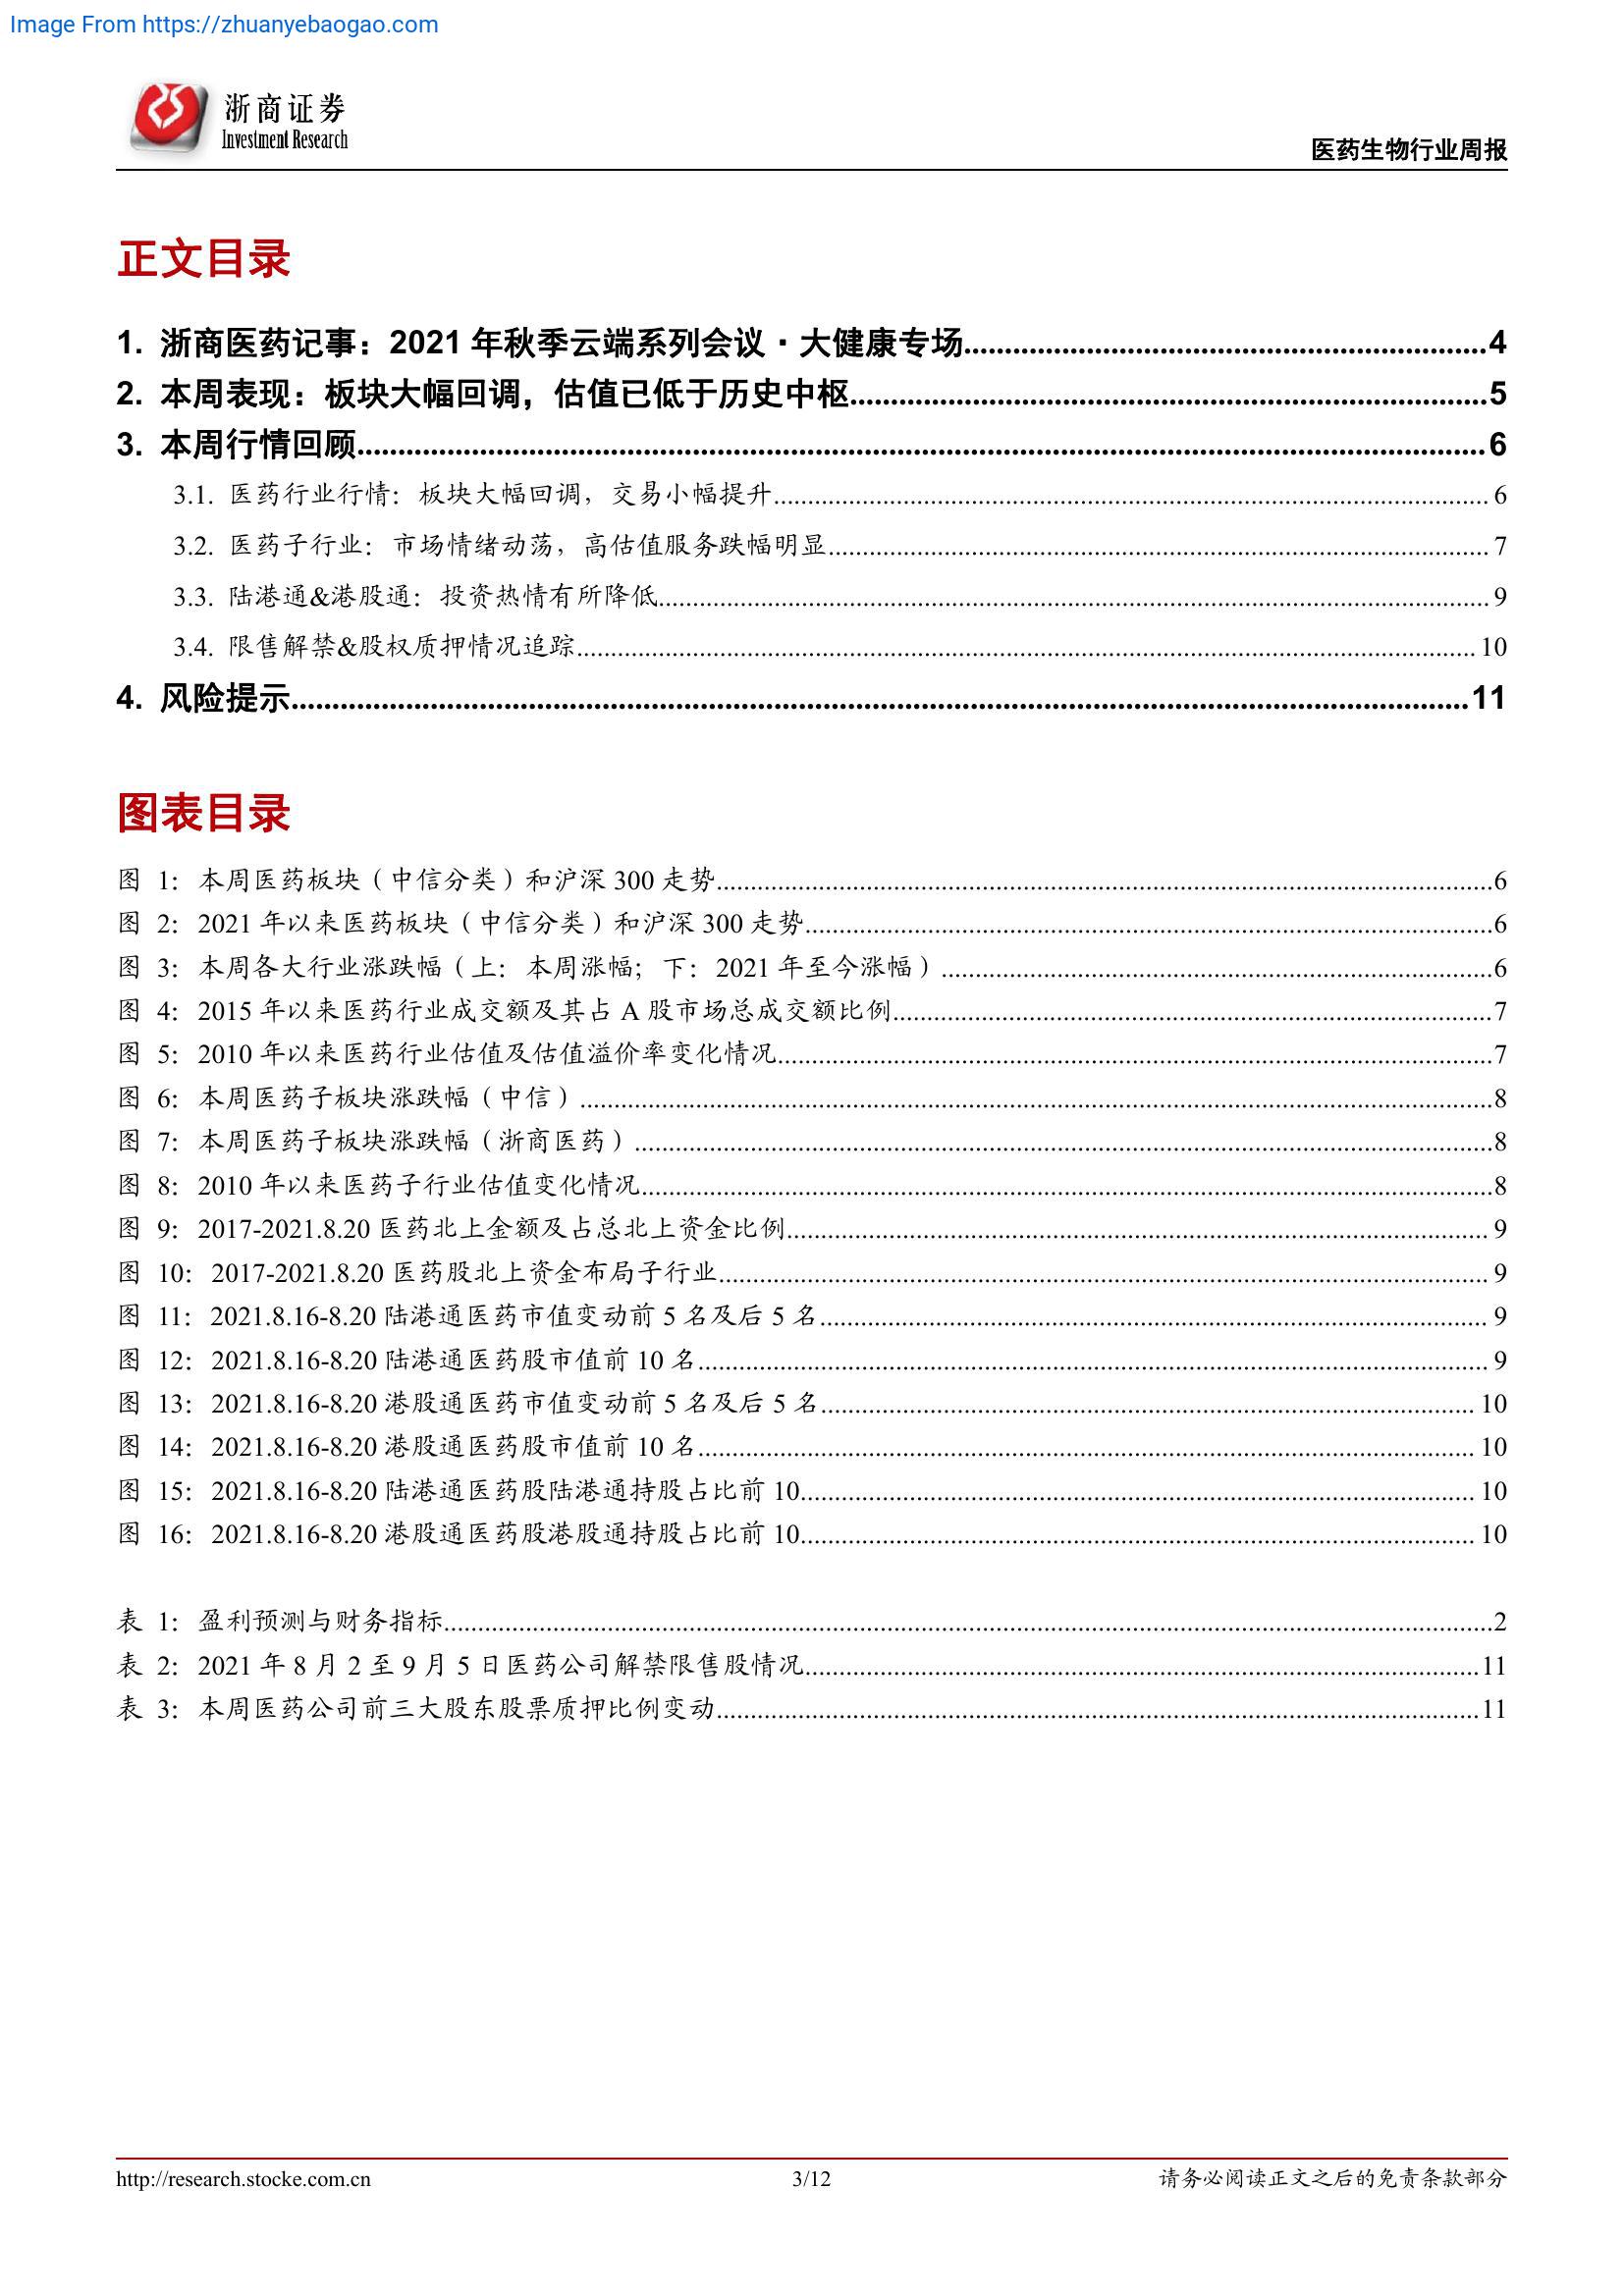 Image From https://zhuanyebaogao.com
浙商证券
Investment Research
医药生物行业周报
正文目录
1. 浙商医药记事：2021 年秋季云端系列会议·大健康专场................4
2. 本周表现：板块大幅回调，估值已低于历史中枢................5
3. 本周行情回顾................6
3.1. 医药行业行情：板块大幅回调，交易小幅提升................ 6
3.2. 医药子行业：市场情绪动荡，高估值服务跌幅明显................ 7
3.3. 陆港通&港股通：投资热情有所降低................ 9
3.4. 限售解禁&股权质押情况追踪................ 10
4. 风险提示................11
图表目录
图 1：本周医药板块（中信分类）和沪深 300 走势................6
图 2：2021 年以来医药板块（中信分类）和沪深 300 走势................6
图 3：本周各大行业涨跌幅（上：本周涨幅；下：2021 年至今涨幅）................6
图 4：2015 年以来医药行业成交额及其占 A 股市场总成交额比例................7
图 5：2010 年以来医药行业估值及估值溢价率变化情况................7
图 6：本周医药子板块涨跌幅（中信）................8
图 7：本周医药子板块涨跌幅（浙商医药）................8
图 8：2010 年以来医药子行业估值变化情况................8
图 9：2017-2021.8.20 医药北上金额及占总北上资金比例................ 9
图 10：2017-2021.8.20 医药股北上资金布局子行业................ 9
图 11：2021.8.16-8.20 陆港通医药市值变动前 5 名及后 5 名................ 9
图 12：2021.8.16-8.20 陆港通医药股市值前 10 名................ 9
图 13：2021.8.16-8.20 港股通医药市值变动前 5 名及后 5 名................ 10
图 14：2021.8.16-8.20 港股通医药股市值前 10 名................ 10
图 15：2021.8.16-8.20 陆港通医药股陆港通持股占比前 10................ 10
图 16：2021.8.16-8.20 港股通医药股港股通持股占比前 10................ 10
表 1：盈利预测与财务指标................2
表 2：2021 年 8 月 2 至 9 月 5 日医药公司解禁限售股情况................11
表 3：本周医药公司前三大股东股票质押比例变动................11
http://research.stocke.com.cn
3/12
请务必阅读正文之后的免责条款部分